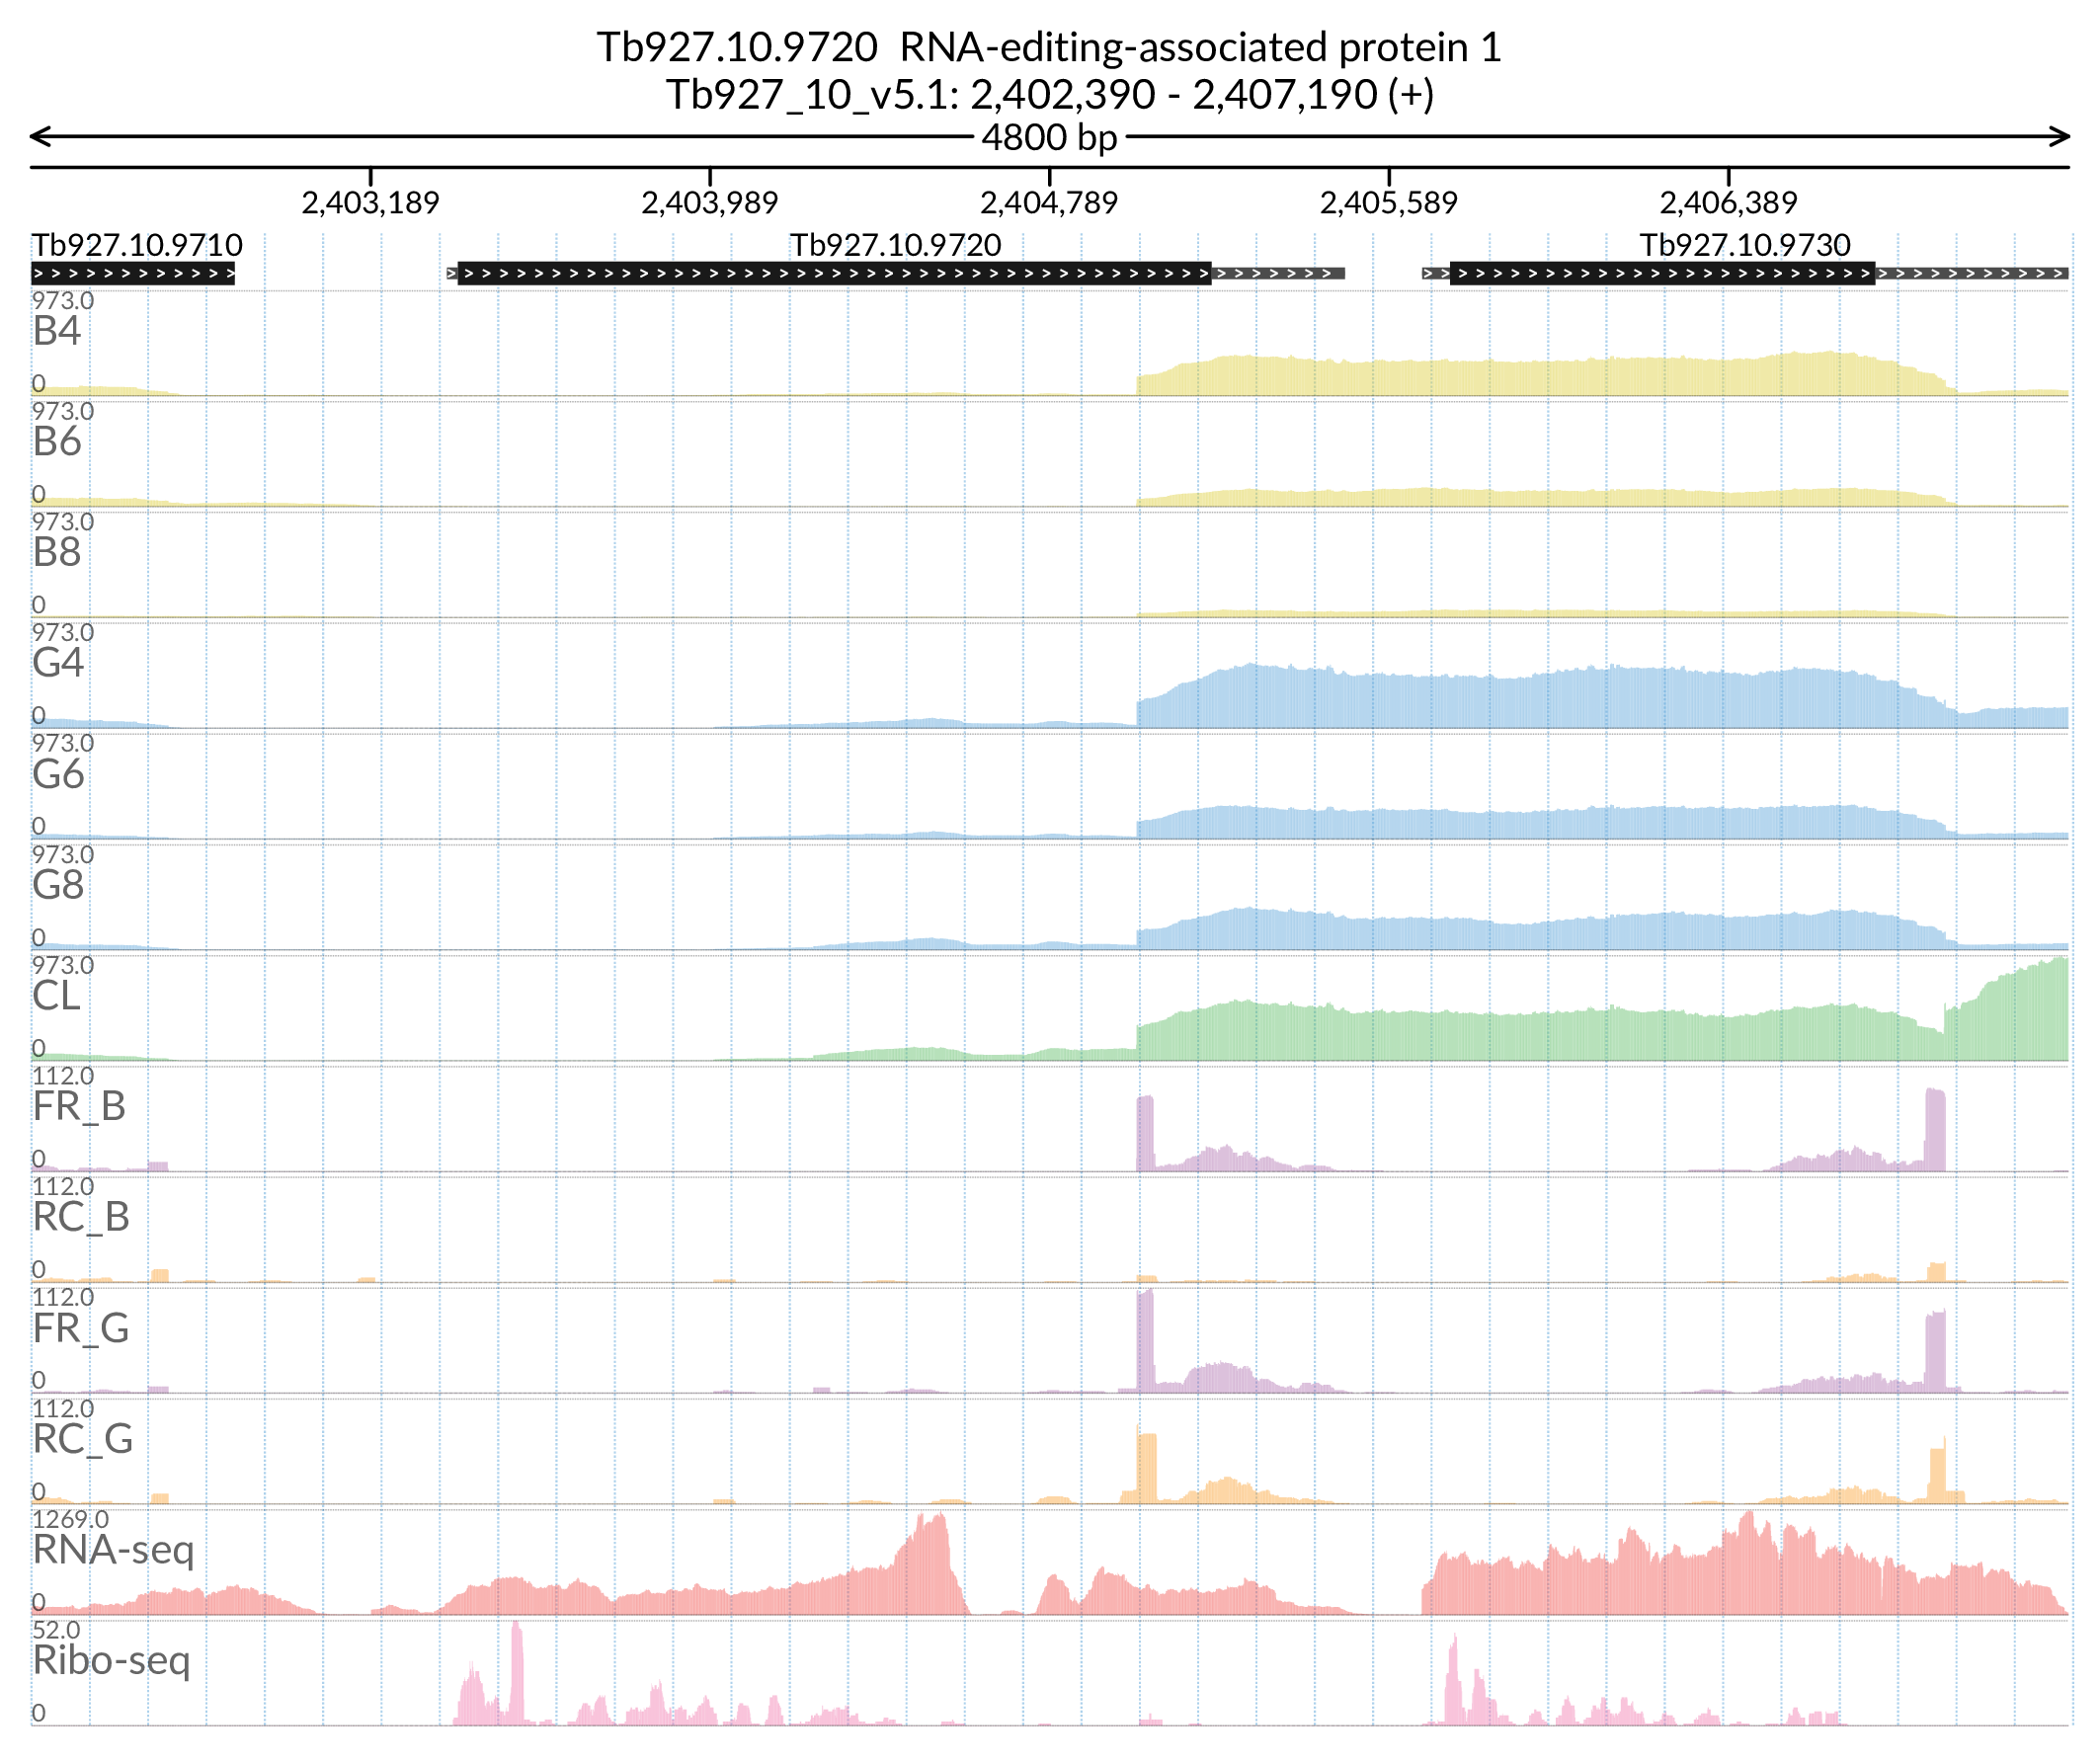 Tb927.10.9720  RNA-editing-associated protein 1
Tb927_10_v5.1: 2,402,390 - 2,407,190 (+)
4800 bp
2,403,189 2,403,989 2,404,789 2,405,589 2,406,389
Tb927.10.9710 Tb927.10.9720 Tb927.10.9730
973.0
B4
0
973.0
B6
0
973.0
B8
0
973.0
G4
0
973.0
G6
0
973.0
G8
0
973.0
CL
0
112.0
FR_B
0
112.0
RC_B
0
112.0
FR_G
0
112.0
RC_G
0
1269.0
RNA-seq
0
52.0
Ribo-seq
0